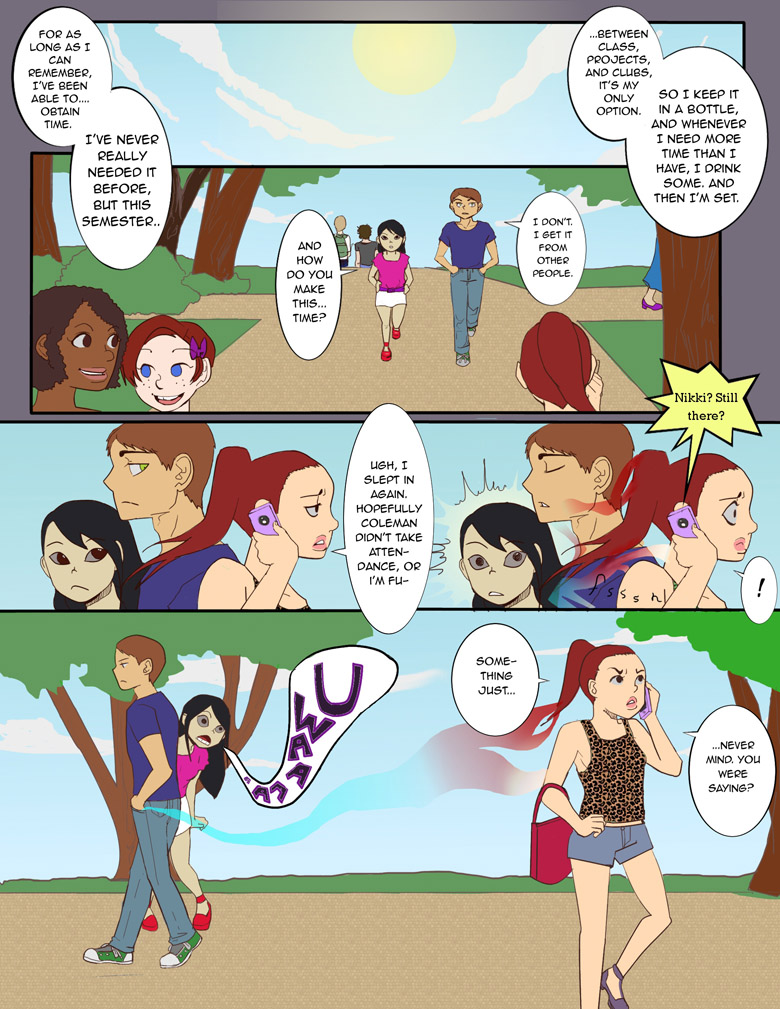 FOR AS
LONG AS I
CAN
REMEMBER,
I'VE BEEN
ABLE TO....
OBTAIN
TIME.
I'VE NEVER
REALLY
NEEDED IT
BEFORE,
BUT THIS
SEMESTER..
...BETWEEN
CLASS,
PROJECTS,
AND CLUBS,
IT'S MY
ONLY
OPTION.
SO I KEEP IT
IN A BOTTLE,
AND WHENEVER
I NEED MORE
TIME THAN I
HAVE, I DRINK
SOME. AND
THEN I'M SET.
AND
HOW DO
YOU MAKE
THIS...
TIME?
I DON'T.
I GET IT
FROM
OTHER
PEOPLE.
UGH, I
SLEPT IN
AGAIN.
HOPEFULLY
COLEMAN
DIDN'T TAKE
ATTEN-
DANCE, OR
I'M FU-
Nikki? Still
there?
Fssssh
!
UWAAAA
SOME-
THING
JUST...
...NEVER
MIND. YOU
WERE
SAYING?